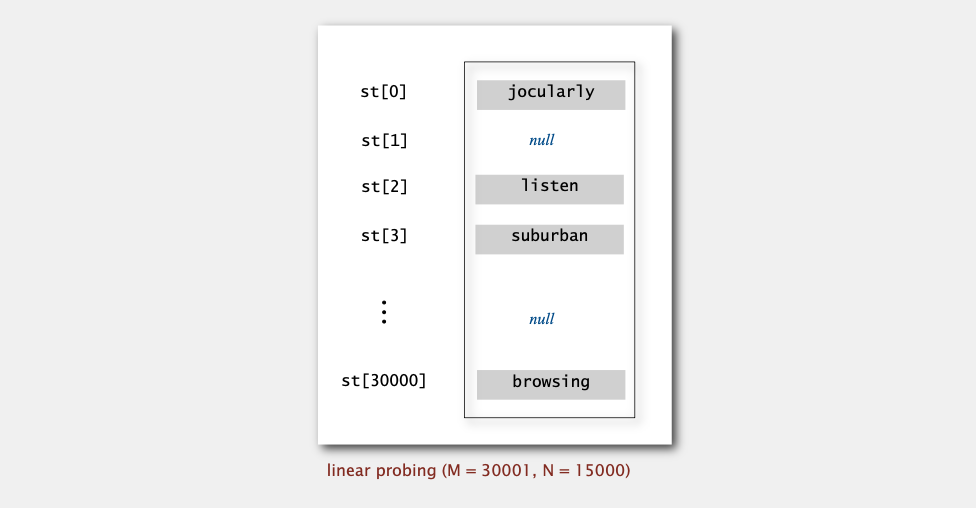 st[0] jocularly
st[1] null
st[2] listen
st[3] suburban
⋮ null
st[30000] browsing
linear probing (M = 30001, N = 15000)